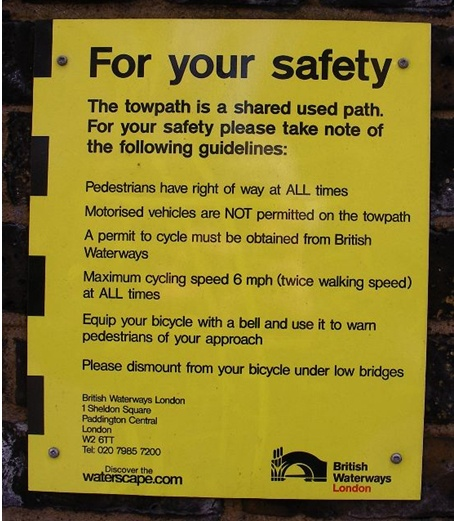 For your safety
The towpath is a shared used path.
For your safety please take note of
the following guidelines:
Pedestrians have right of way at ALL times
Motorised vehicles are NOT permitted on the towpath
A permit to cycle must be obtained from British
Waterways
Maximum cycling speed 6 mph (twice walking speed)
at ALL times
Equip your bicycle with a bell and use it to warn
pedestrians of your approach
Please dismount from your bicycle under low bridges
British Waterways London
1 Sheldon Square
Paddington Central
London
W2 6TT
Tel: 020 7985 7200
Discover the
waterscape.com
British
Waterways
London